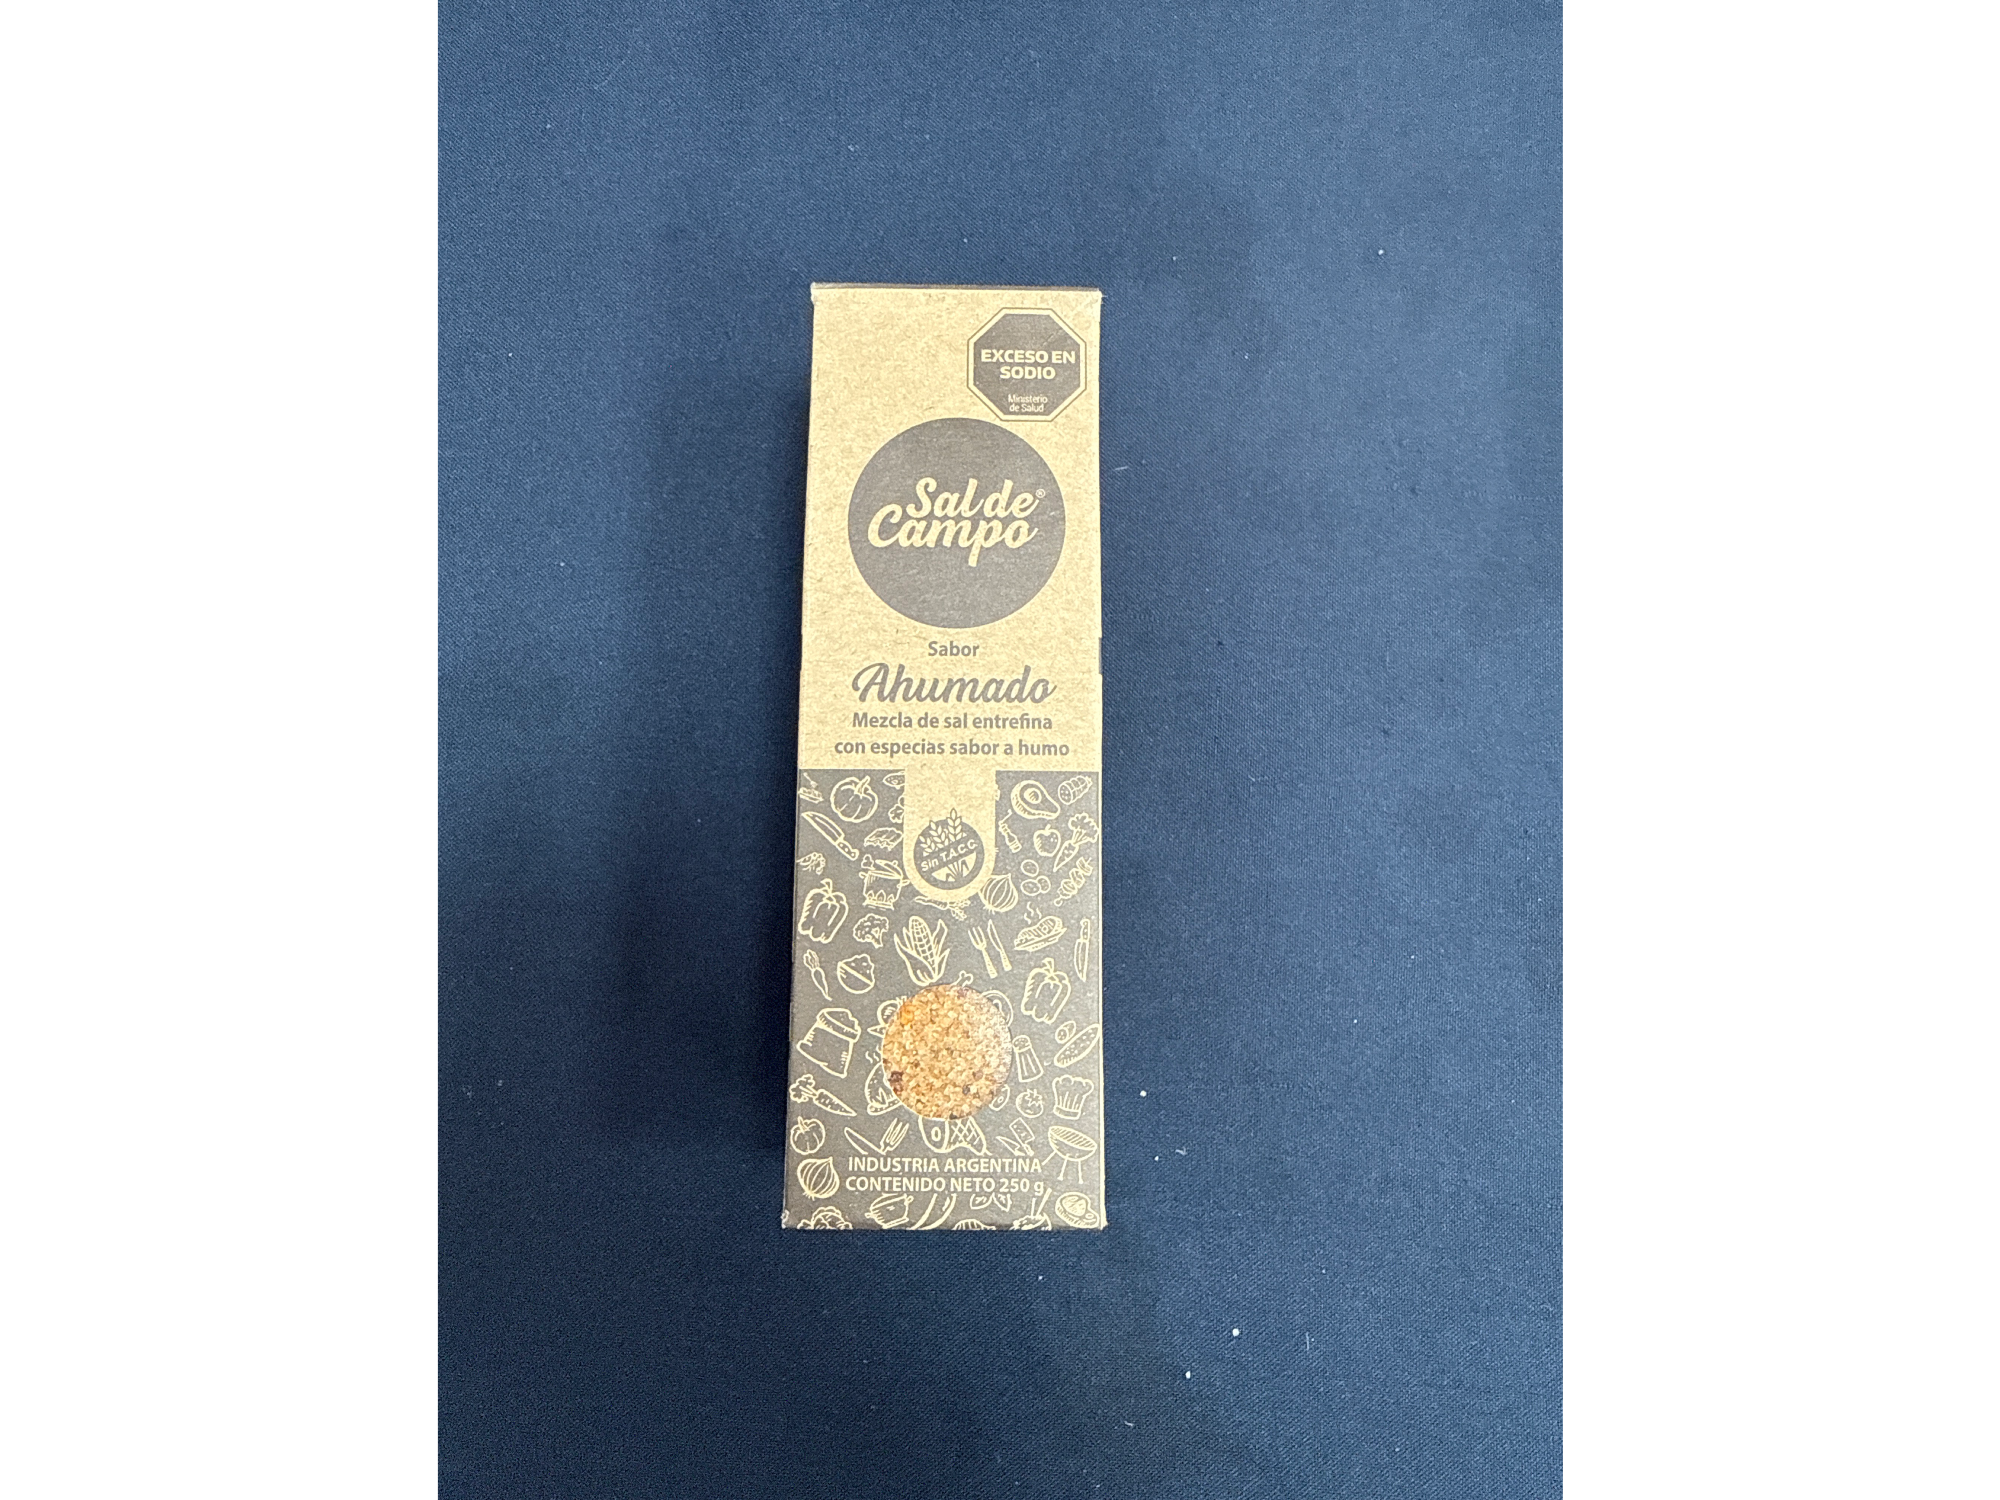 EXCESO EN
SODIO
Ministerio
de Salud
Sal de®
Campo
Sabor
Ahumado
Mezcla de sal entrefina
con especias sabor a humo
Sin T.A.C.C.
INDUSTRIA ARGENTINA
CONTENIDO NETO 250 g